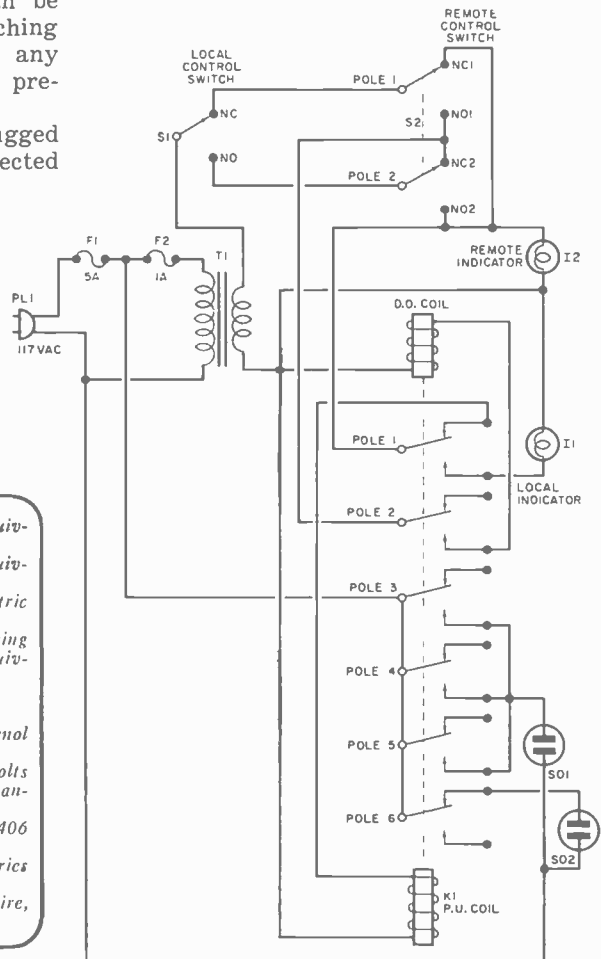 n be
ching
any
pre-
gged
ected
REMOTE
CONTROL
SWITCH
LOCAL
CONTROL
SWITCH
POLE 1
NC1
NC
S1
NO
S2
NO1
NC2
POLE 2
NO2
F1
5A
F2
1A
T1
REMOTE
INDICATOR
I2
PL1
117VAC
D.O. COIL
POLE 1
I1
LOCAL
INDICATOR
POLE 2
POLE 3
POLE 4
POLE 5
POLE 6
SO1
SO2
K1
P.U. COIL
uiv-
uiv-
tric
ing
uiv-
nol
olts
an-
406
rics
ire,